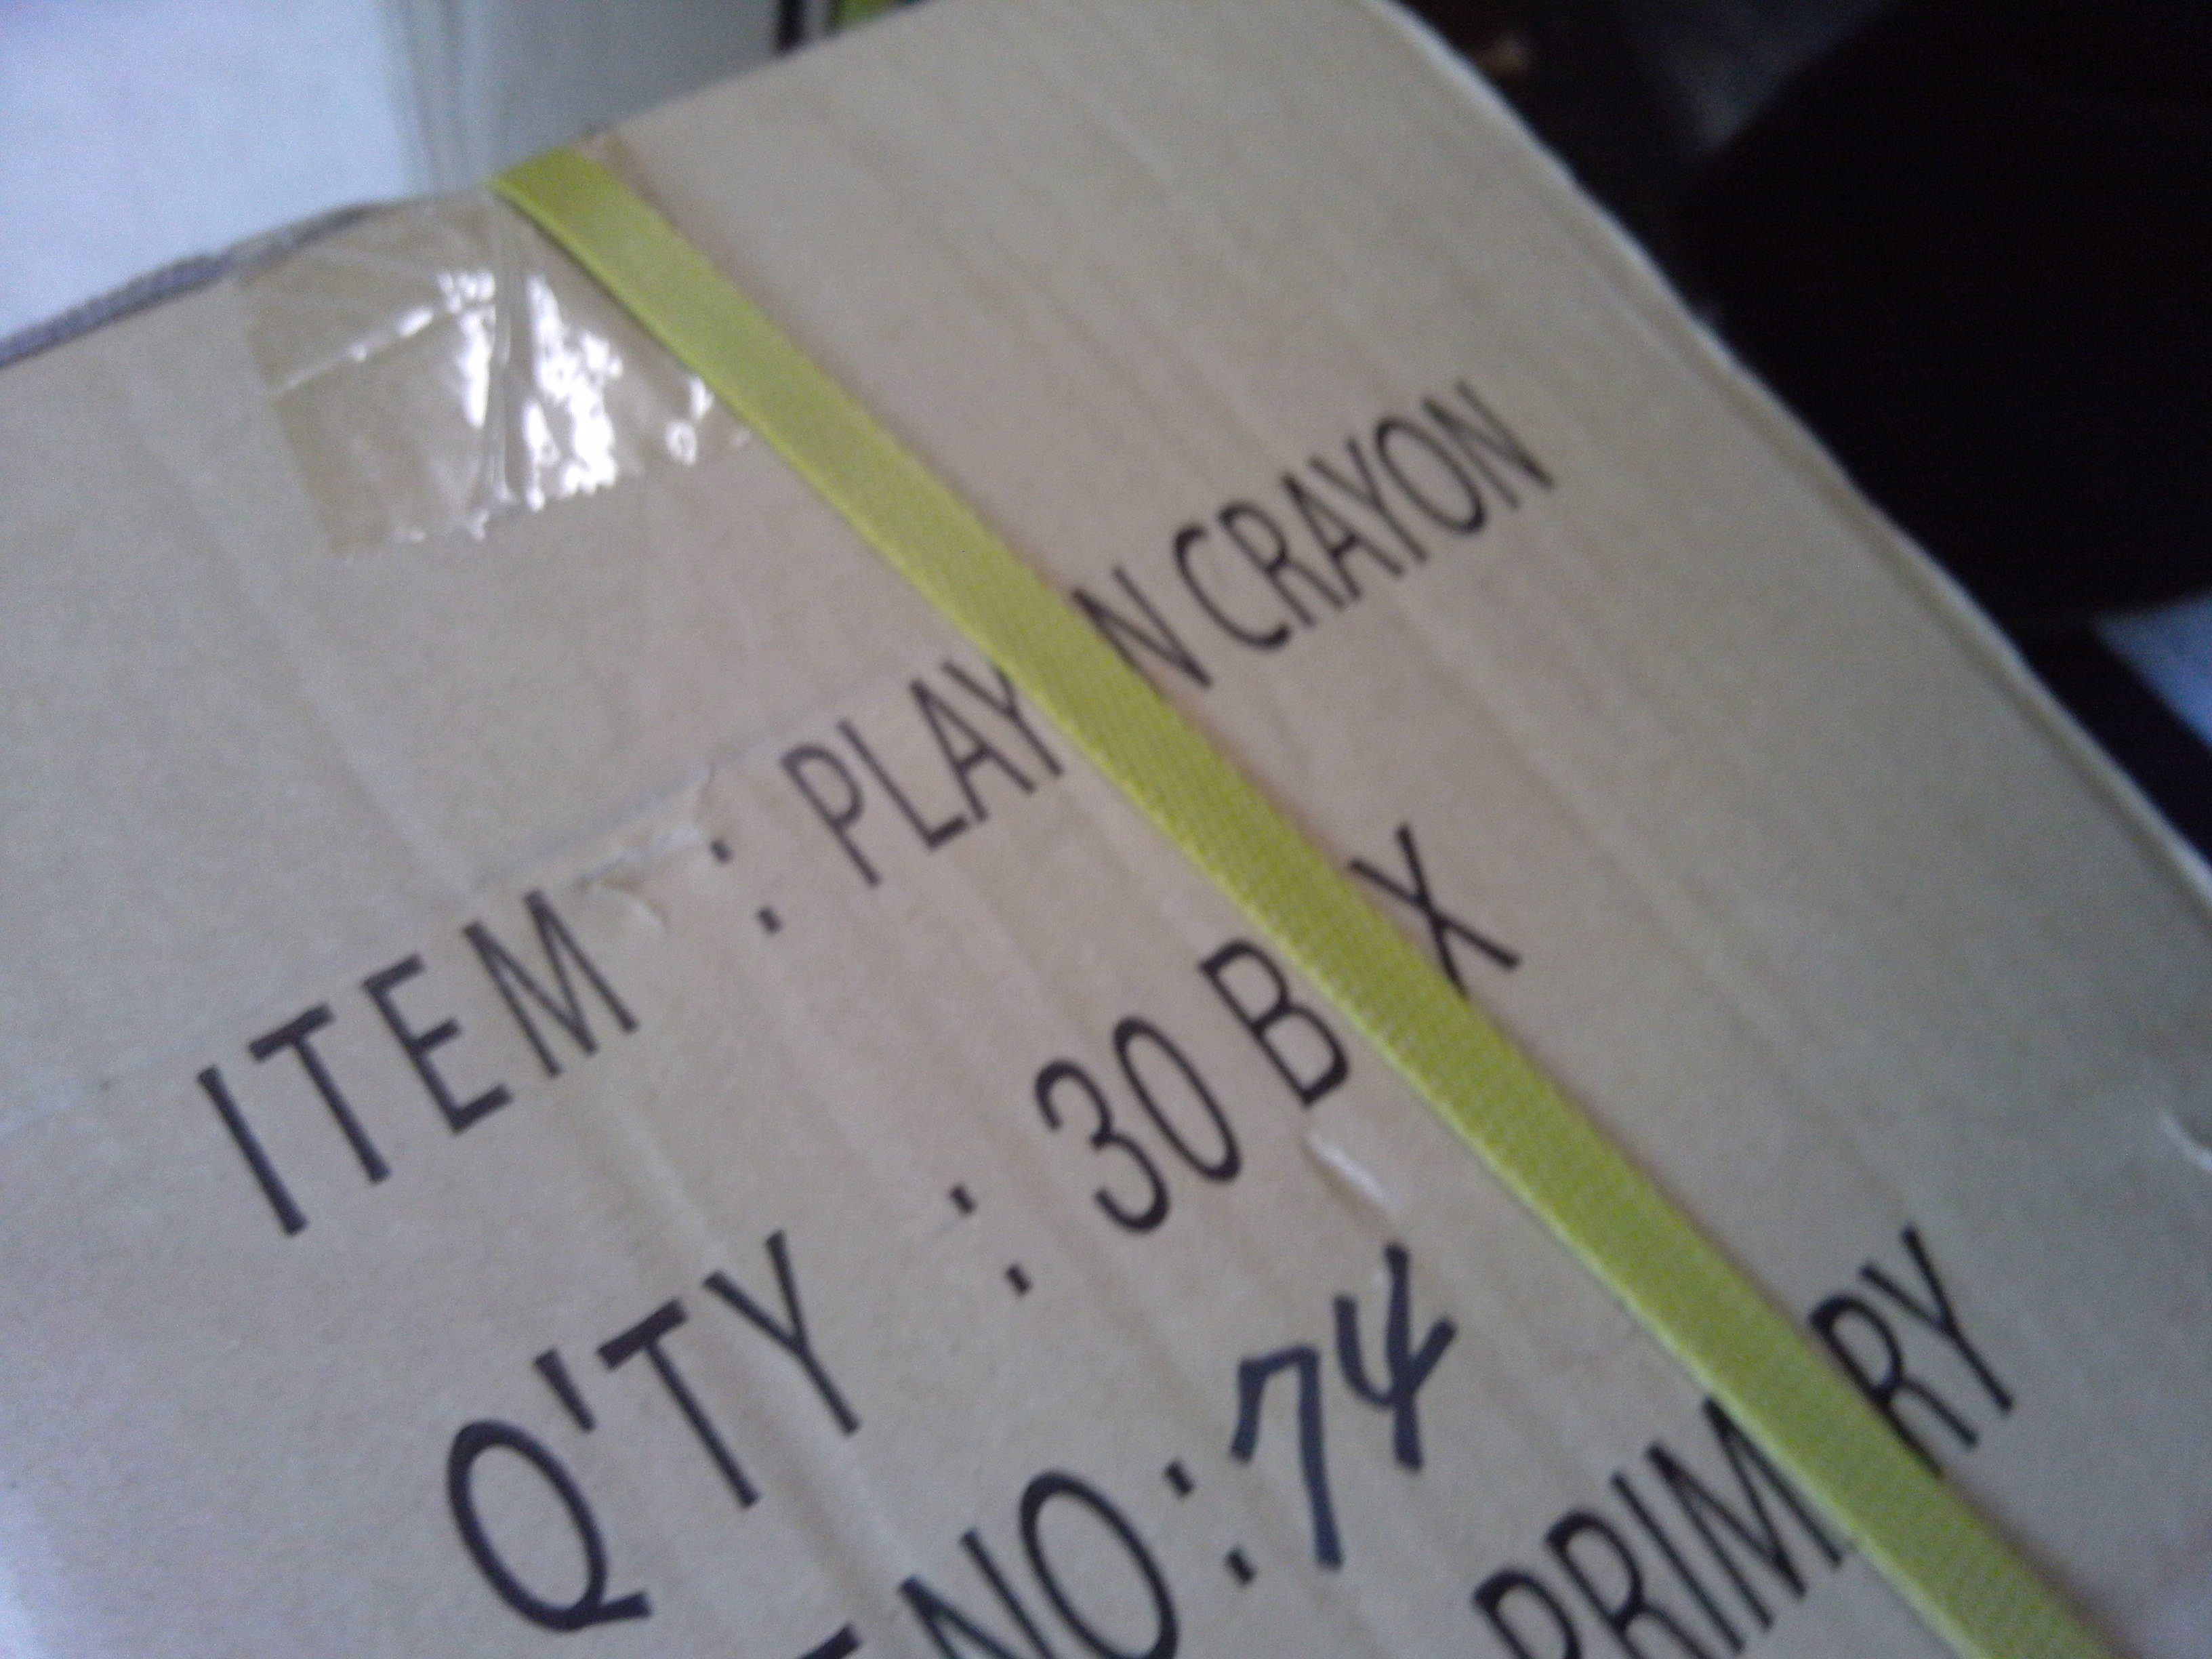 ITEM : PLAY N CRAYON
Q'TY : 30 B X
NO: 74
PRIM RY